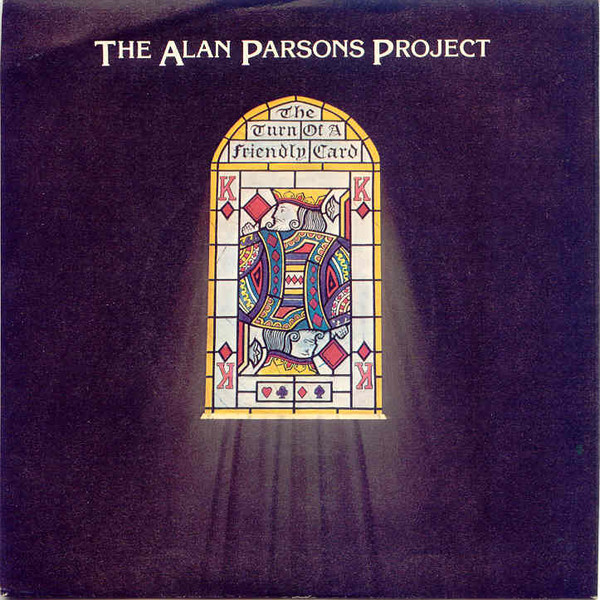 THE ALAN PARSONS PROJECT
The
Turn Of A
Friendly Card
K K
K K